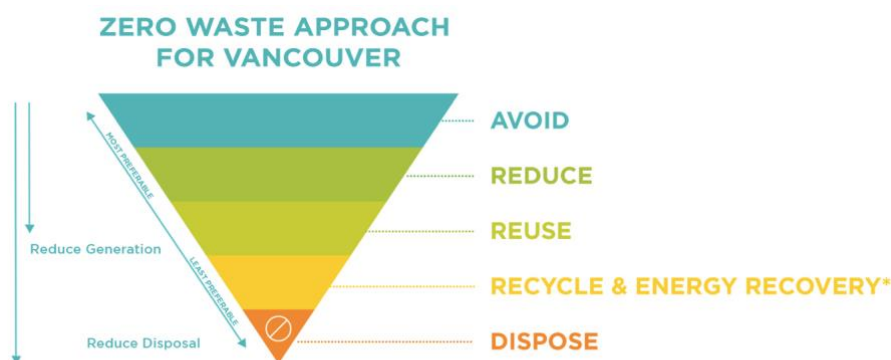 ZERO WASTE APPROACH
FOR VANCOUVER
MOST PREFERABLE
LEAST PREFERABLE
Reduce Generation
Reduce Disposal
AVOID
REDUCE
REUSE
RECYCLE & ENERGY RECOVERY*
DISPOSE